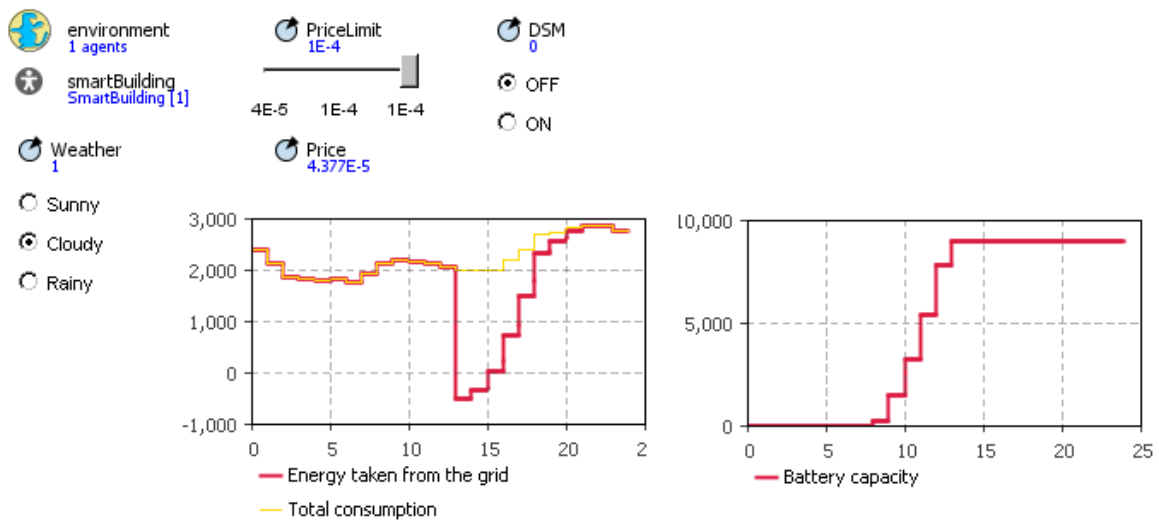 environment
1 agents
PriceLimit
1E-4
DSM
0
smartBuilding
SmartBuilding [1]
4E-5 1E-4 1E-4
OFF
ON
Weather
1
Price
4.377E-5
Sunny
Cloudy
Rainy
3,000
2,000
1,000
0
-1,000
0 5 10 15 20 2
Energy taken from the grid
Total consumption
10,000
5,000
0
0 5 10 15 20 25
Battery capacity